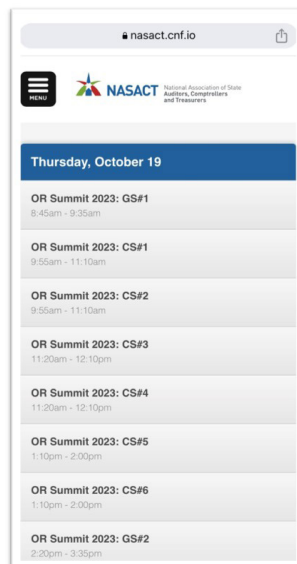 nasact.cnf.io
MENU
NASACT
National Association of State
Auditors, Comptrollers
and Treasurers
Thursday, October 19
OR Summit 2023: GS#1
8:45am - 9:35am
OR Summit 2023: CS#1
9:55am - 11:10am
OR Summit 2023: CS#2
9:55am - 11:10am
OR Summit 2023: CS#3
11:20am - 12:10pm
OR Summit 2023: CS#4
11:20am - 12:10pm
OR Summit 2023: CS#5
1:10pm - 2:00pm
OR Summit 2023: CS#6
1:10pm - 2:00pm
OR Summit 2023: GS#2
2:20pm - 3:35pm